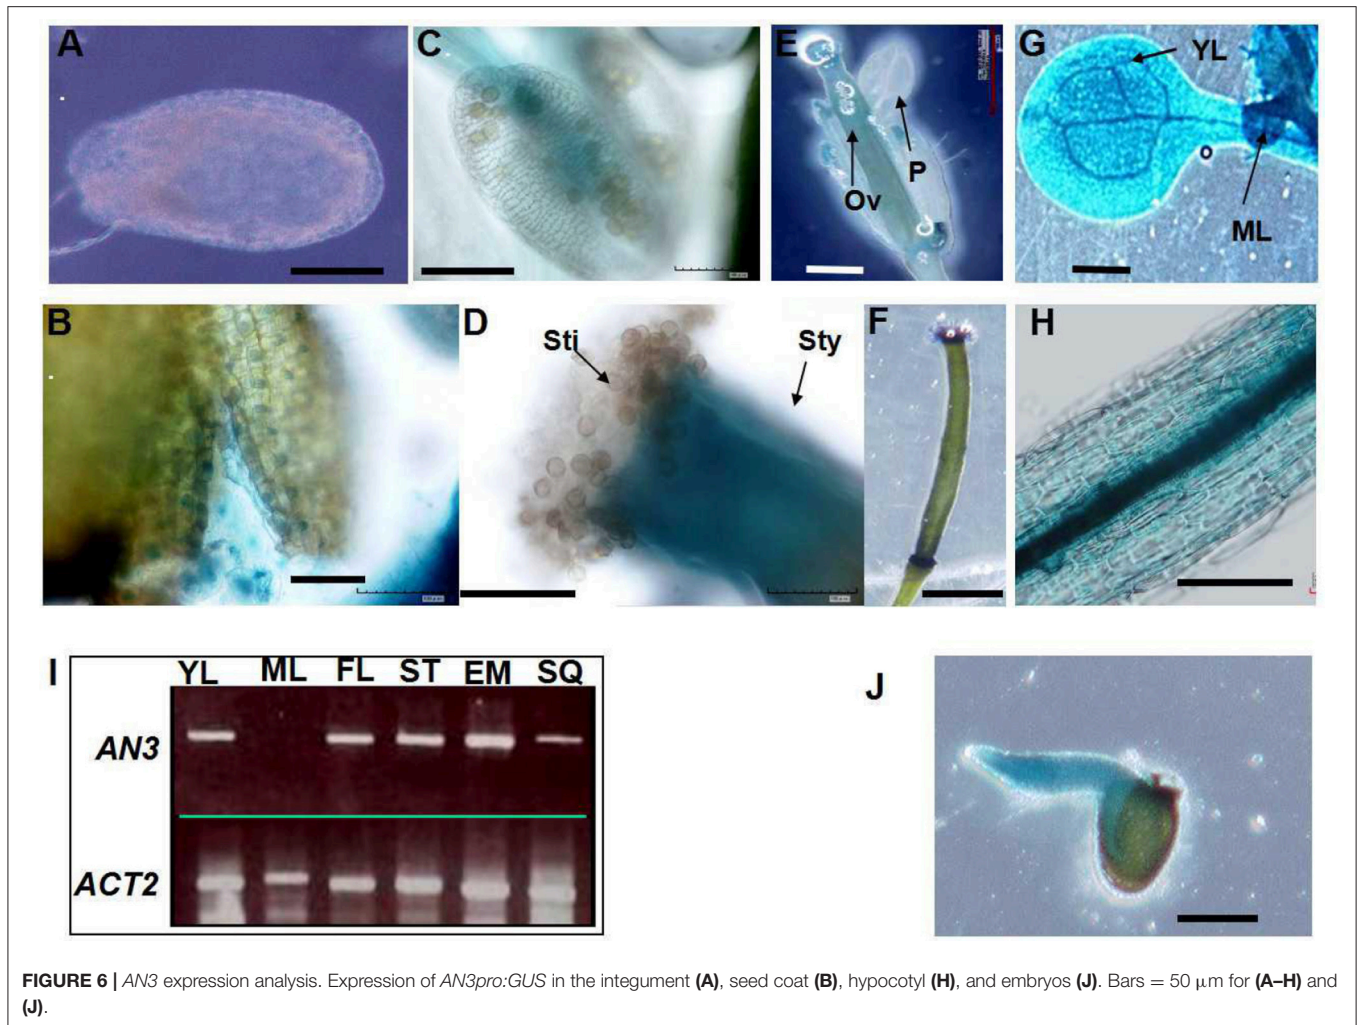 A
C
E
P
Ov
G
YL
ML
B
D
Sti
Sty
F
H
I
YL ML FL ST EM SQ
AN3
ACT2
J
FIGURE 6 | AN3 expression analysis. Expression of AN3pro:GUS in the integument (A), seed coat (B), hypocotyl (H), and embryos (J). Bars = 50 μm for (A–H) and
(J).